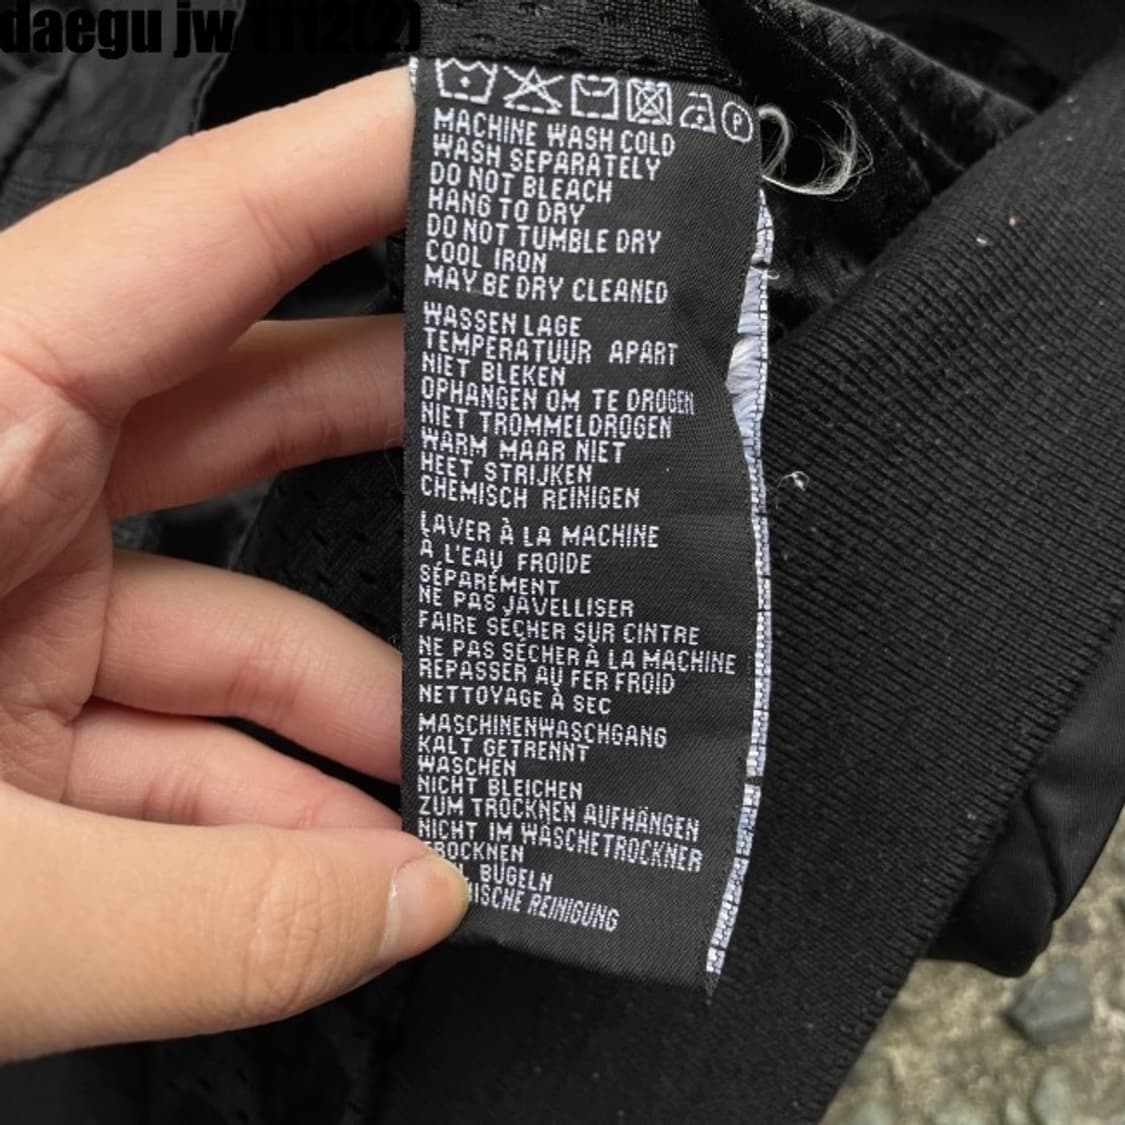 daegu jw 1112(2)
P
MACHINE WASH COLD
WASH SEPARATELY
DO NOT BLEACH
HANG TO DRY
DO NOT TUMBLE DRY
COOL IRON
MAY BE DRY CLEANED
WASSEN LAGE
TEMPERATUUR APART
NIET BLEKEN
OPHANGEN OM TE DROGEN
NIET TROMMELDROGEN
WARM MAAR NIET
HEET STRIJKEN
CHEMISCH REINIGEN
LAVER À LA MACHINE
À L'EAU FROIDE
SÉPARÉMENT
NE PAS JAVELLISER
FAIRE SÉCHER SUR CINTRE
NE PAS SÉCHER À LA MACHINE
REPASSER AU FER FROID
NETTOYAGE À SEC
MASCHINENWASCHGANG
KALT GETRENNT
WASCHEN
NICHT BLEICHEN
ZUM TROCKNEN AUFHÄNGEN
NICHT IM WÄSCHETROCKNER
TROCKNEN
BÜGELN
REINIGUNG